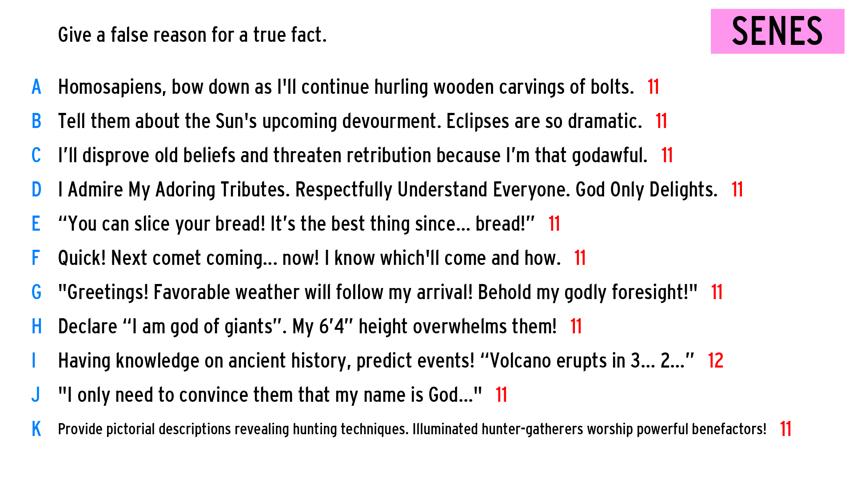 Give a false reason for a true fact.
SENES
A Homosapiens, bow down as I'll continue hurling wooden carvings of bolts. 11
B Tell them about the Sun's upcoming devourment. Eclipses are so dramatic. 11
C I’ll disprove old beliefs and threaten retribution because I’m that godawful. 11
D I Admire My Adoring Tributes. Respectfully Understand Everyone. God Only Delights. 11
E “You can slice your bread! It’s the best thing since... bread!” 11
F Quick! Next comet coming... now! I know which'll come and how. 11
G "Greetings! Favorable weather will follow my arrival! Behold my godly foresight!" 11
H Declare “I am god of giants”. My 6’4” height overwhelms them! 11
I Having knowledge on ancient history, predict events! “Volcano erupts in 3... 2...” 12
J "I only need to convince them that my name is God..." 11
K Provide pictorial descriptions revealing hunting techniques. Illuminated hunter-gatherers worship powerful benefactors! 11